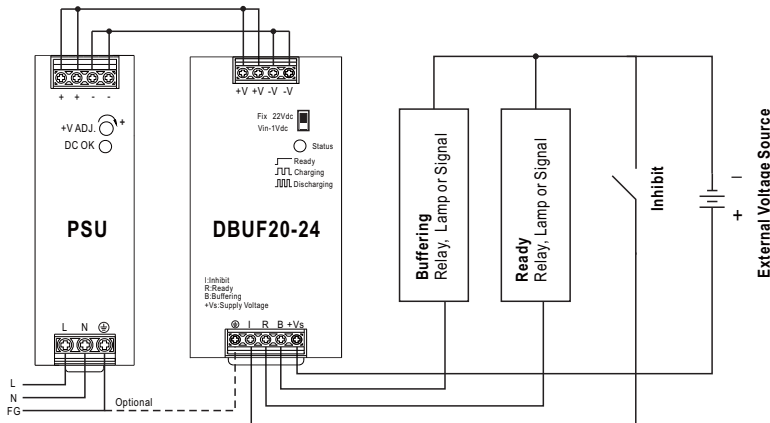 + + - -
+V ADJ.
+
DC OK
PSU
L N
L
N
FG
Optional
+V +V -V -V
Fix 22Vdc
Vin-1Vdc
Status
Ready
Charging
Discharging
DBUF20-24
I:Inhibit
R:Ready
B:Buffering
+Vs:Supply Voltage
I R B +Vs
Buffering
Relay, Lamp or Signal
Ready
Relay, Lamp or Signal
Inhibit
+ –
External Voltage Source